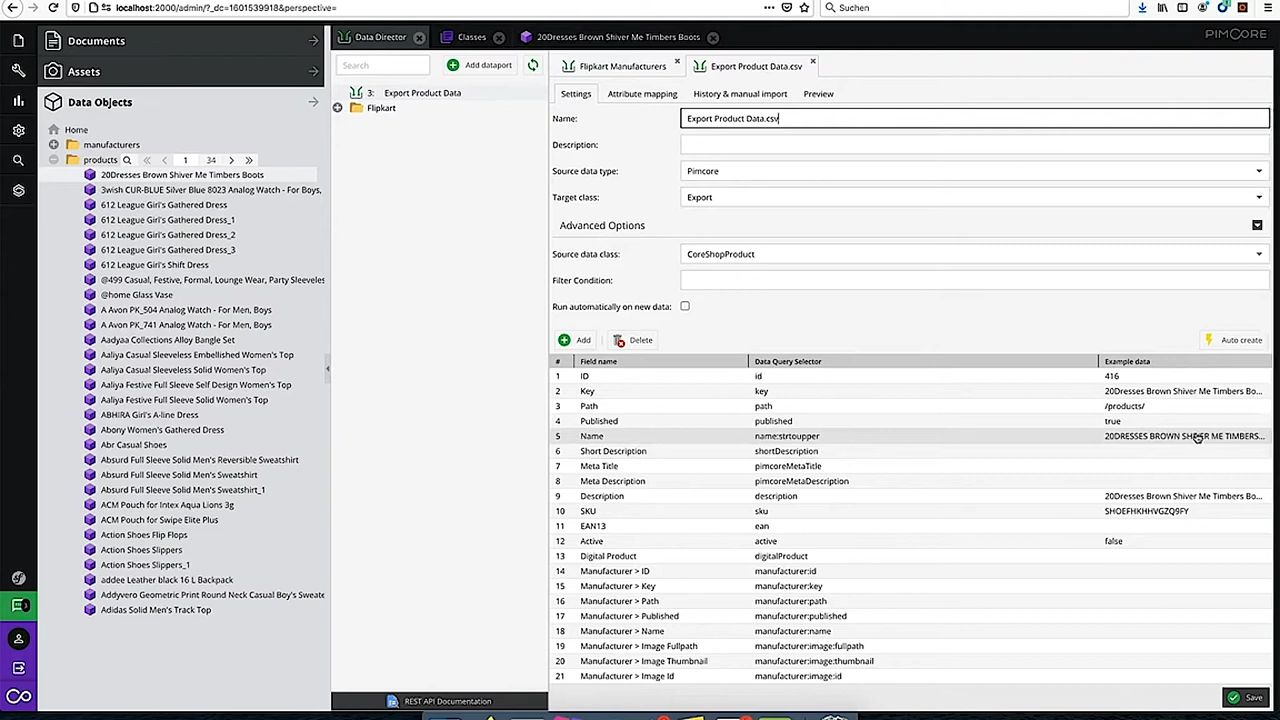 localhost:2000/admin/?_dc=1601539918&perspective=
Suchen
Documents
Assets
Data Objects
Home
manufacturers
products
1
34
20Dresses Brown Shiver Me Timbers Boots
3wish CUR-BLUE Silver Blue 8023 Analog Watch - For Boys,
612 League Girl's Gathered Dress
612 League Girl's Gathered Dress_1
612 League Girl's Gathered Dress_2
612 League Girl's Gathered Dress_3
612 League Girl's Shift Dress
@499 Casual, Festive, Formal, Lounge Wear, Party Sleeveles
@home Glass Vase
A Avon PK_504 Analog Watch - For Men, Boys
A Avon PK_741 Analog Watch - For Men, Boys
Aadyaa Collections Alloy Bangle Set
Aaliya Casual Sleeveless Embellished Women's Top
Aaliya Casual Sleeveless Solid Women's Top
Aaliya Festive Full Sleeve Self Design Women's Top
Aaliya Festive Full Sleeve Solid Women's Top
ABHIRA Girl's A-line Dress
Abony Women's Gathered Dress
Abr Casual Shoes
Absurd Full Sleeve Solid Men's Reversible Sweatshirt
Absurd Full Sleeve Solid Men's Sweatshirt
Absurd Full Sleeve Solid Men's Sweatshirt_1
ACM Pouch for Intex Aqua Lions 3g
ACM Pouch for Swipe Elite Plus
Action Shoes Flip Flops
Action Shoes Slippers
Action Shoes Slippers_1
addee Leather black 16 L Backpack
Addyvero Geometric Print Round Neck Casual Boy's Sweate
Adidas Solid Men's Track Top
Data Director
Classes
20Dresses Brown Shiver Me Timbers Boots
PIMCORE
Search
Add dataport
3: Export Product Data
Flipkart
REST API Documentation
Flipkart Manufacturers
Export Product Data.csv
Settings
Attribute mapping
History & manual import
Preview
Name: Export Product Data.csv
Description:
Source data type: Pimcore
Target class: Export
Advanced Options
Source data class: CoreShopProduct
Filter Condition:
Run automatically on new data:
Add
Delete
Auto create
# Field name Data Query Selector Example data
1 ID id 416
2 Key key 20Dresses Brown Shiver Me Timbers Bo...
3 Path path /products/
4 Published published true
5 Name name:strtoupper 20DRESSES BROWN SHIVER ME TIMBERS...
6 Short Description shortDescription
7 Meta Title pimcoreMetaTitle
8 Meta Description pimcoreMetaDescription
9 Description description 20Dresses Brown Shiver Me Timbers Bo...
10 SKU sku SHOEFHKHHVGZQ9FY
11 EAN13 ean
12 Active active false
13 Digital Product digitalProduct
14 Manufacturer > ID manufacturer:id
15 Manufacturer > Key manufacturer:key
16 Manufacturer > Path manufacturer:path
17 Manufacturer > Published manufacturer:published
18 Manufacturer > Name manufacturer:name
19 Manufacturer > Image Fullpath manufacturer:image:fullpath
20 Manufacturer > Image Thumbnail manufacturer:image:thumbnail
21 Manufacturer > Image Id manufacturer:image:id
Save